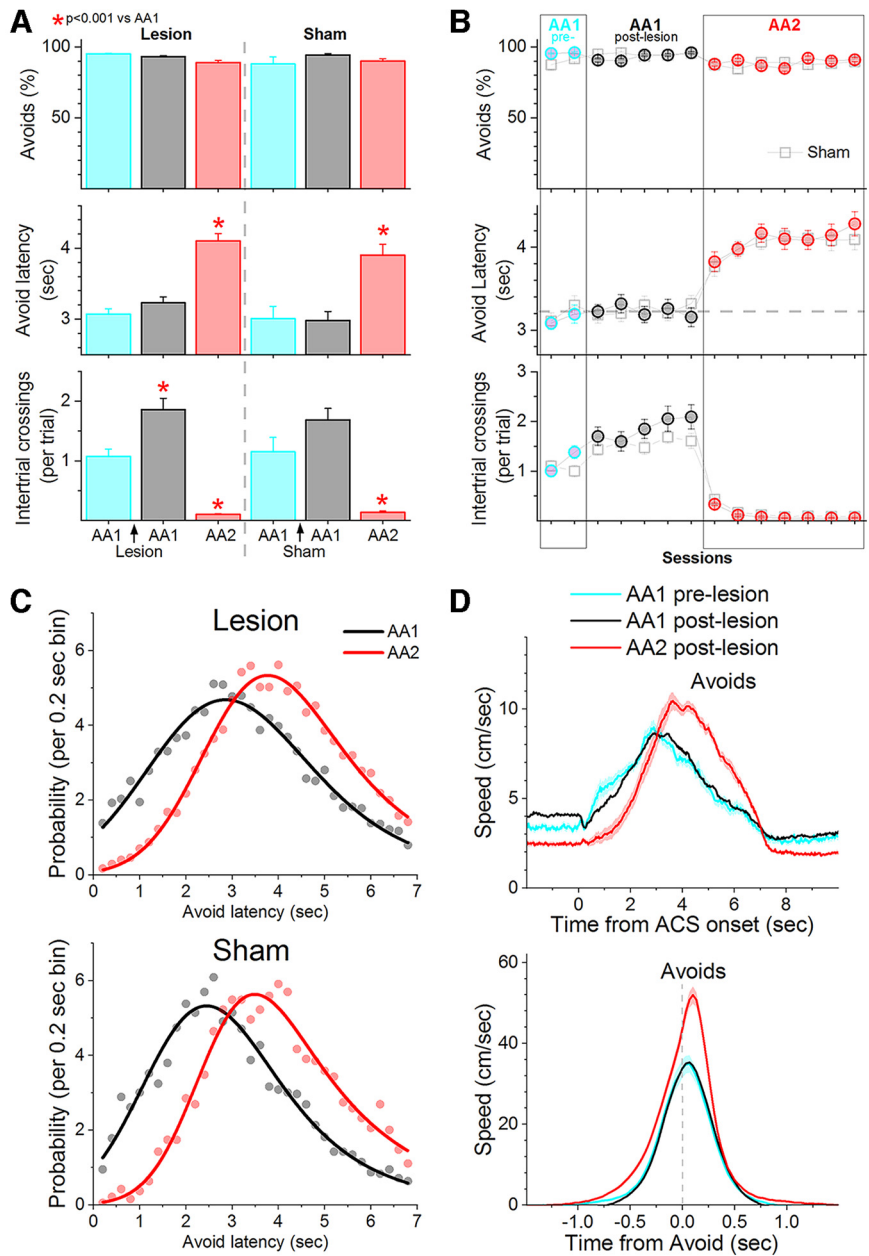 A
* p<0.001 vs AA1
Lesion
Sham
Avoids (%)
100
50
Avoid latency
(sec)
4
3
Intertrial crossings
(per trial)
2
1
AA1 AA1 AA2 AA1 AA1 AA2
Lesion
Sham
B
AA1
pre-
AA1
post-lesion
AA2
Avoids (%)
100
50
Sham
Avoid Latency
(sec)
4
3
Intertrial crossings
(per trial)
3
2
1
0
Sessions
C
Lesion
AA1
AA2
Probability (per 0.2 sec bin)
6
4
2
0
0 1 2 3 4 5 6 7
Avoid latency (sec)
Sham
Probability (per 0.2 sec bin)
6
4
2
0
0 1 2 3 4 5 6 7
Avoid latency (sec)
D
AA1 pre-lesion
AA1 post-lesion
AA2 post-lesion
Avoids
Speed (cm/sec)
10
5
0
0 2 4 6 8
Time from ACS onset (sec)
Avoids
Speed (cm/sec)
60
40
20
0
-1.0 -0.5 0.0 0.5 1.0
Time from Avoid (sec)